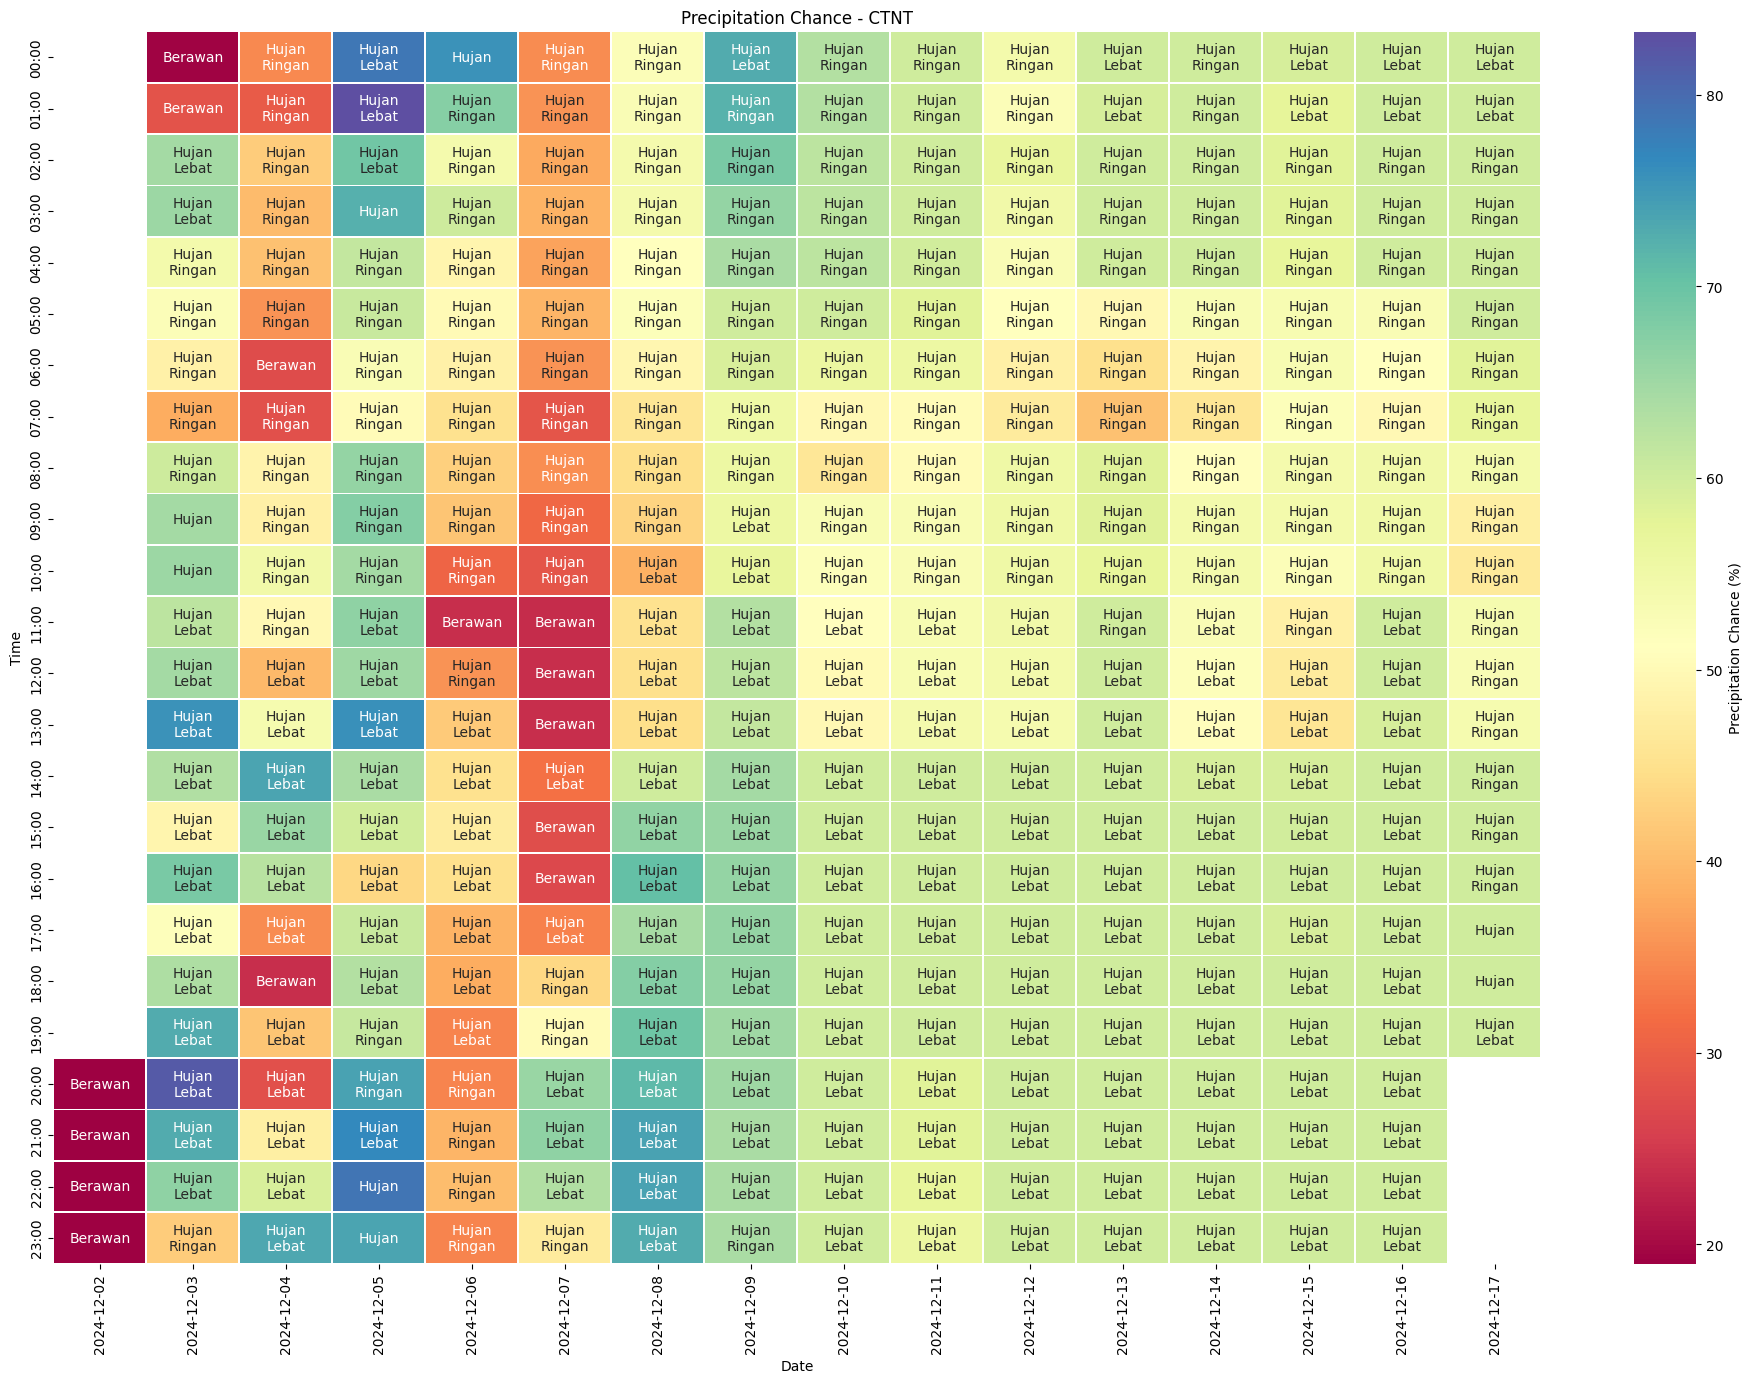 Precipitation Chance - CTNT
00:00 Berawan Hujan Ringan Hujan Lebat Hujan Hujan Ringan Hujan Ringan Hujan Lebat Hujan Ringan Hujan Ringan Hujan Ringan Hujan Lebat Hujan Ringan Hujan Lebat Hujan Lebat Hujan Lebat
01:00 Berawan Hujan Ringan Hujan Lebat Hujan Ringan Hujan Ringan Hujan Ringan Hujan Ringan Hujan Ringan Hujan Ringan Hujan Ringan Hujan Lebat Hujan Ringan Hujan Lebat Hujan Lebat Hujan Lebat
02:00 Hujan Lebat Hujan Ringan Hujan Lebat Hujan Ringan Hujan Ringan Hujan Ringan Hujan Ringan Hujan Ringan Hujan Ringan Hujan Ringan Hujan Ringan Hujan Ringan Hujan Ringan Hujan Ringan Hujan Ringan
03:00 Hujan Lebat Hujan Ringan Hujan Hujan Ringan Hujan Ringan Hujan Ringan Hujan Ringan Hujan Ringan Hujan Ringan Hujan Ringan Hujan Ringan Hujan Ringan Hujan Ringan Hujan Ringan Hujan Ringan
04:00 Hujan Ringan Hujan Ringan Hujan Ringan Hujan Ringan Hujan Ringan Hujan Ringan Hujan Ringan Hujan Ringan Hujan Ringan Hujan Ringan Hujan Ringan Hujan Ringan Hujan Ringan Hujan Ringan Hujan Ringan
05:00 Hujan Ringan Hujan Ringan Hujan Ringan Hujan Ringan Hujan Ringan Hujan Ringan Hujan Ringan Hujan Ringan Hujan Ringan Hujan Ringan Hujan Ringan Hujan Ringan Hujan Ringan Hujan Ringan Hujan Ringan
06:00 Hujan Ringan Berawan Hujan Ringan Hujan Ringan Hujan Ringan Hujan Ringan Hujan Ringan Hujan Ringan Hujan Ringan Hujan Ringan Hujan Ringan Hujan Ringan Hujan Ringan Hujan Ringan Hujan Ringan
07:00 Hujan Ringan Hujan Ringan Hujan Ringan Hujan Ringan Hujan Ringan Hujan Ringan Hujan Ringan Hujan Ringan Hujan Ringan Hujan Ringan Hujan Ringan Hujan Ringan Hujan Ringan Hujan Ringan Hujan Ringan
08:00 Hujan Ringan Hujan Ringan Hujan Ringan Hujan Ringan Hujan Ringan Hujan Ringan Hujan Ringan Hujan Ringan Hujan Ringan Hujan Ringan Hujan Ringan Hujan Ringan Hujan Ringan Hujan Ringan Hujan Ringan
09:00 Hujan Hujan Ringan Hujan Ringan Hujan Ringan Hujan Ringan Hujan Ringan Hujan Lebat Hujan Ringan Hujan Ringan Hujan Ringan Hujan Ringan Hujan Ringan Hujan Ringan Hujan Ringan Hujan Ringan
10:00 Hujan Hujan Ringan Hujan Ringan Hujan Ringan Hujan Ringan Hujan Lebat Hujan Lebat Hujan Ringan Hujan Ringan Hujan Ringan Hujan Ringan Hujan Ringan Hujan Ringan Hujan Ringan Hujan Ringan
11:00 Hujan Lebat Hujan Ringan Hujan Lebat Berawan Berawan Hujan Lebat Hujan Lebat Hujan Lebat Hujan Lebat Hujan Lebat Hujan Ringan Hujan Lebat Hujan Ringan Hujan Lebat Hujan Ringan
12:00 Hujan Lebat Hujan Lebat Hujan Lebat Hujan Ringan Berawan Hujan Lebat Hujan Lebat Hujan Lebat Hujan Lebat Hujan Lebat Hujan Lebat Hujan Lebat Hujan Lebat Hujan Lebat Hujan Ringan
13:00 Hujan Lebat Hujan Lebat Hujan Lebat Hujan Lebat Berawan Hujan Lebat Hujan Lebat Hujan Lebat Hujan Lebat Hujan Lebat Hujan Lebat Hujan Lebat Hujan Lebat Hujan Lebat Hujan Ringan
14:00 Hujan Lebat Hujan Lebat Hujan Lebat Hujan Lebat Hujan Lebat Hujan Lebat Hujan Lebat Hujan Lebat Hujan Lebat Hujan Lebat Hujan Lebat Hujan Lebat Hujan Lebat Hujan Lebat Hujan Ringan
15:00 Hujan Lebat Hujan Lebat Hujan Lebat Hujan Lebat Berawan Hujan Lebat Hujan Lebat Hujan Lebat Hujan Lebat Hujan Lebat Hujan Lebat Hujan Lebat Hujan Lebat Hujan Lebat Hujan Ringan
16:00 Hujan Lebat Hujan Lebat Hujan Lebat Hujan Lebat Berawan Hujan Lebat Hujan Lebat Hujan Lebat Hujan Lebat Hujan Lebat Hujan Lebat Hujan Lebat Hujan Lebat Hujan Lebat Hujan Ringan
17:00 Hujan Lebat Hujan Lebat Hujan Lebat Hujan Lebat Hujan Lebat Hujan Lebat Hujan Lebat Hujan Lebat Hujan Lebat Hujan Lebat Hujan Lebat Hujan Lebat Hujan Lebat Hujan Lebat Hujan
18:00 Hujan Lebat Berawan Hujan Lebat Hujan Lebat Hujan Ringan Hujan Lebat Hujan Lebat Hujan Lebat Hujan Lebat Hujan Lebat Hujan Lebat Hujan Lebat Hujan Lebat Hujan Lebat Hujan
19:00 Hujan Lebat Hujan Lebat Hujan Ringan Hujan Lebat Hujan Ringan Hujan Lebat Hujan Lebat Hujan Lebat Hujan Lebat Hujan Lebat Hujan Lebat Hujan Lebat Hujan Lebat Hujan Lebat Hujan Lebat
20:00 Berawan Hujan Lebat Hujan Lebat Hujan Ringan Hujan Ringan Hujan Lebat Hujan Lebat Hujan Lebat Hujan Lebat Hujan Lebat Hujan Lebat Hujan Lebat Hujan Lebat Hujan Lebat Hujan Lebat
21:00 Berawan Hujan Lebat Hujan Lebat Hujan Lebat Hujan Ringan Hujan Lebat Hujan Lebat Hujan Lebat Hujan Lebat Hujan Lebat Hujan Lebat Hujan Lebat Hujan Lebat Hujan Lebat Hujan Lebat
22:00 Berawan Hujan Lebat Hujan Lebat Hujan Hujan Ringan Hujan Lebat Hujan Lebat Hujan Lebat Hujan Lebat Hujan Lebat Hujan Lebat Hujan Lebat Hujan Lebat Hujan Lebat Hujan Lebat
23:00 Berawan Hujan Ringan Hujan Lebat Hujan Hujan Ringan Hujan Ringan Hujan Lebat Hujan Ringan Hujan Lebat Hujan Lebat Hujan Lebat Hujan Lebat Hujan Lebat Hujan Lebat Hujan Lebat
Time
2024-12-02 2024-12-03 2024-12-04 2024-12-05 2024-12-06 2024-12-07 2024-12-08 2024-12-09 2024-12-10 2024-12-11 2024-12-12 2024-12-13 2024-12-14 2024-12-15 2024-12-16 2024-12-17
Date
80
70
60
50
40
30
20
Precipitation Chance (%)